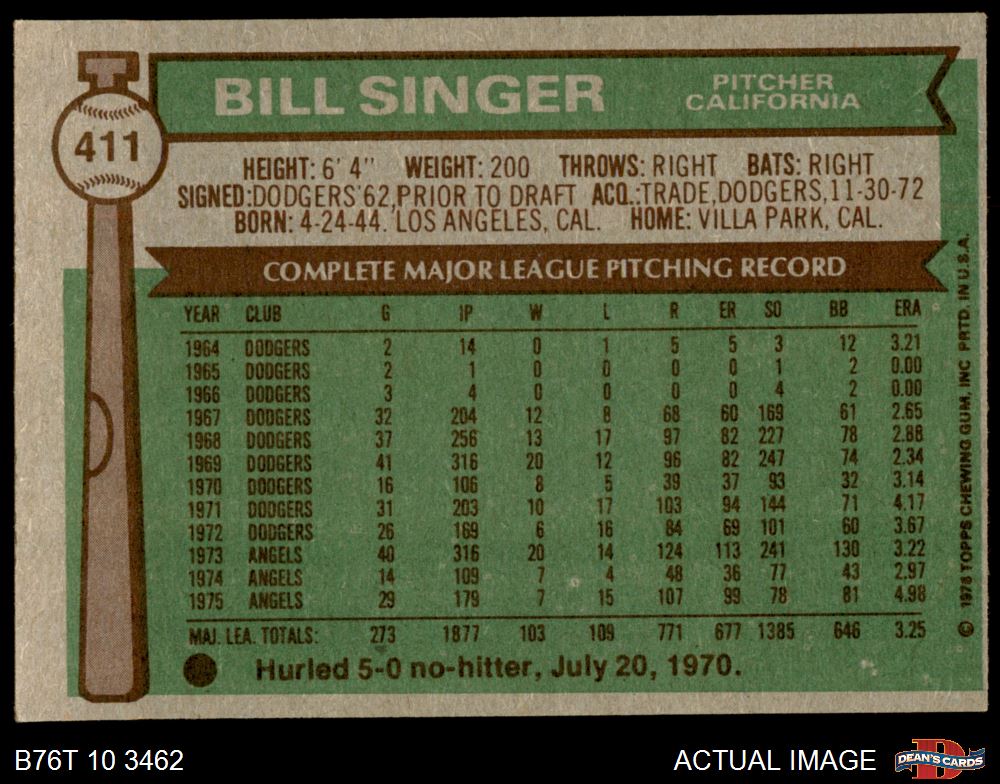 411
BILL SINGER
PITCHER
CALIFORNIA
HEIGHT: 6' 4" WEIGHT: 200 THROWS: RIGHT BATS: RIGHT
SIGNED: DODGERS '62, PRIOR TO DRAFT ACQ.: TRADE, DODGERS, 11-30-72
BORN: 4-24-44. LOS ANGELES, CAL. HOME: VILLA PARK, CAL.
COMPLETE MAJOR LEAGUE PITCHING RECORD
YEAR CLUB G IP W L R ER SO BB ERA
1964 DODGERS 2 14 0 1 5 5 3 12 3.21
1965 DODGERS 2 1 0 0 0 0 1 2 0.00
1966 DODGERS 3 4 0 0 0 0 4 2 0.00
1967 DODGERS 32 204 12 8 68 60 169 61 2.65
1968 DODGERS 37 256 13 17 97 82 227 78 2.88
1969 DODGERS 41 316 20 12 96 82 247 74 2.34
1970 DODGERS 16 106 8 5 39 37 93 32 3.14
1971 DODGERS 31 203 10 17 103 94 144 71 4.17
1972 DODGERS 26 169 6 16 84 69 101 60 3.67
1973 ANGELS 40 316 20 14 124 113 241 130 3.22
1974 ANGELS 14 109 7 4 48 36 77 43 2.97
1975 ANGELS 29 179 7 15 107 99 78 81 4.98
MAJ. LEA. TOTALS: 273 1877 103 109 771 677 1385 646 3.25
Hurled 5-0 no-hitter, July 20, 1970.
© 1976 TOPPS CHEWING GUM, INC PRTD. IN U.S.A.
B76T 10 3462
ACTUAL IMAGE
DEAN'S CARDS